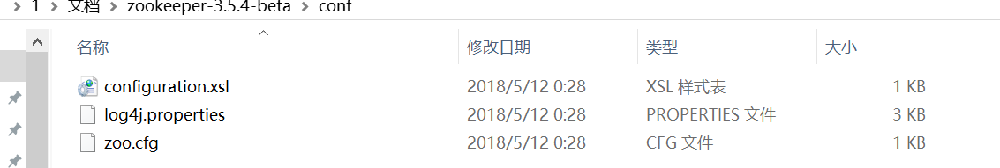 1 文档 zookeeper-3.5.4-beta conf
名称 修改日期 类型 大小
configuration.xsl 2018/5/12 0:28 XSL 样式表 1 KB
log4j.properties 2018/5/12 0:28 PROPERTIES 文件 3 KB
zoo.cfg 2018/5/12 0:28 CFG 文件 1 KB